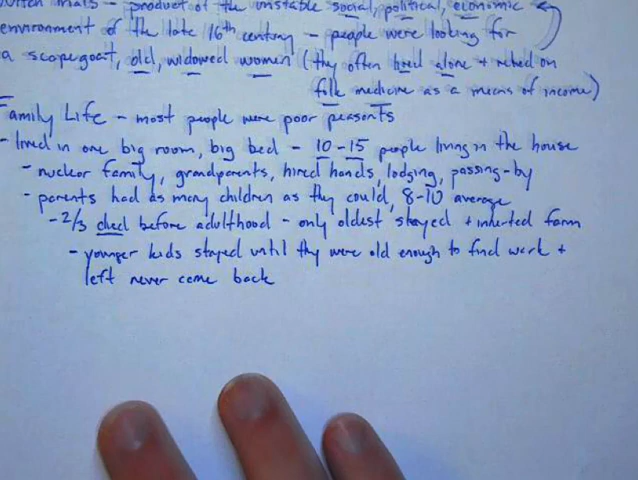 Witch Trials - product of the unstable social, political, economic
environment of the late 16th century - people were looking for
a scapegoat, old, widowed women (they often lived alone + relied on
folk medicine as a means of income)
Family Life - most people were poor peasants
- lived in one big room, big bed - 10-15 people living in the house
- nuclear family, grandparents, hired hands, lodging, passing-by
- parents had as many children as they could, 8-10 average
- 2/3 died before adulthood - only oldest stayed + inherited farm
- younger kids stayed until they were old enough to find work +
left never came back